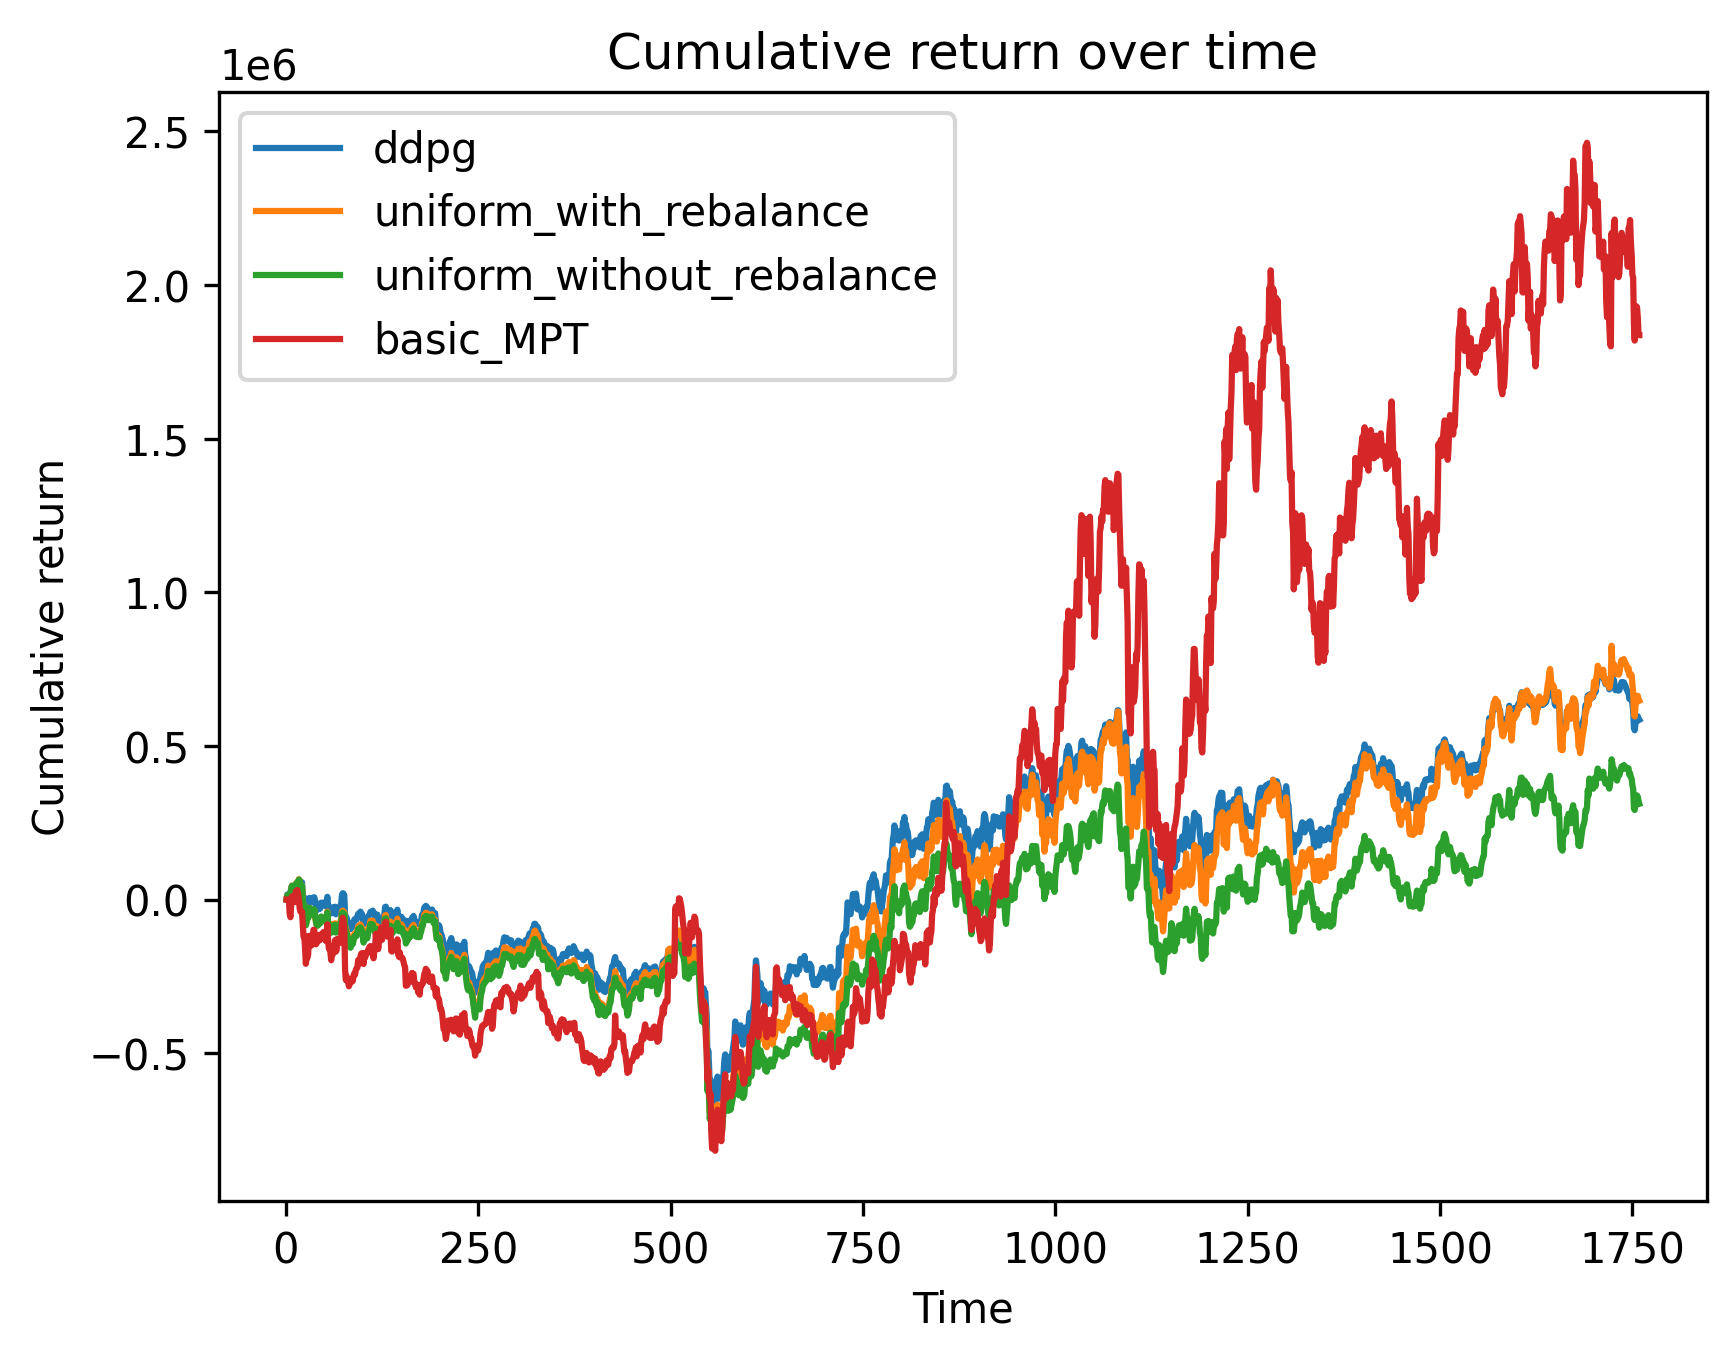 Cumulative return over time
1e6
ddpg
uniform_with_rebalance
uniform_without_rebalance
basic_MPT
2.5
2.0
1.5
1.0
0.5
0.0
−0.5
Cumulative return
0 250 500 750 1000 1250 1500 1750
Time